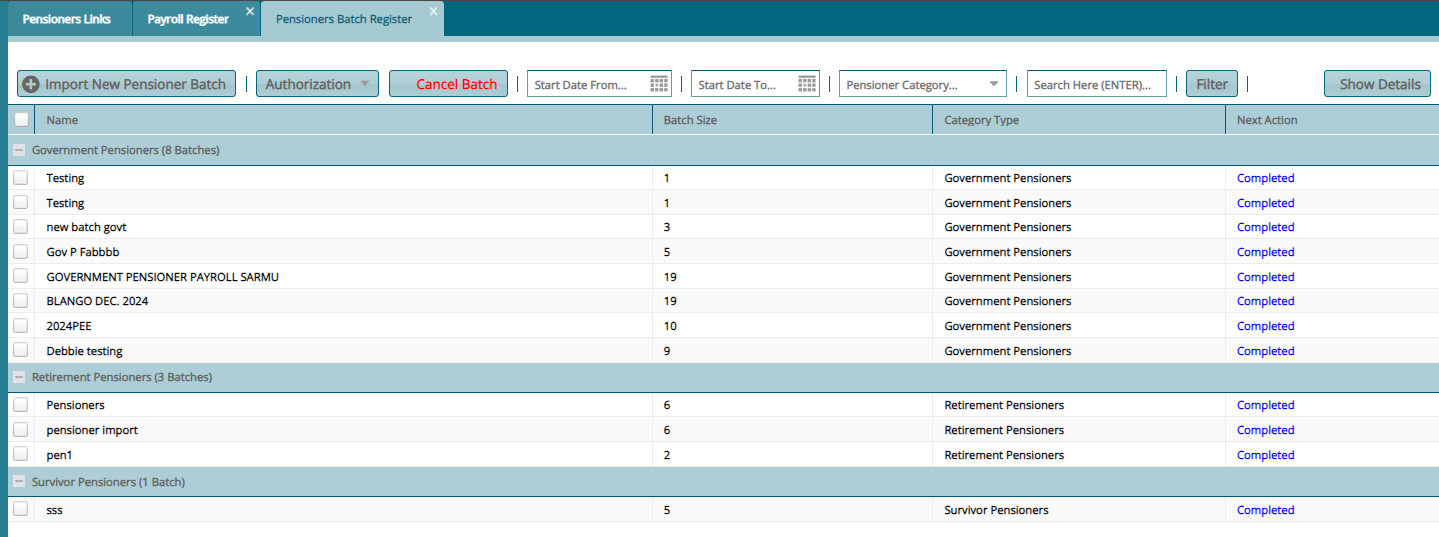 Pensioners Links Payroll Register Pensioners Batch Register
Import New Pensioner Batch Authorization Cancel Batch Start Date From... Start Date To... Pensioner Category... Search Here (ENTER)... Filter Show Details
Name Batch Size Category Type Next Action
Government Pensioners (8 Batches)
Testing 1 Government Pensioners Completed
Testing 1 Government Pensioners Completed
new batch govt 3 Government Pensioners Completed
Gov P Fabbbb 5 Government Pensioners Completed
GOVERNMENT PENSIONER PAYROLL SARMU 19 Government Pensioners Completed
BLANGO DEC. 2024 19 Government Pensioners Completed
2024PEE 10 Government Pensioners Completed
Debbie testing 9 Government Pensioners Completed
Retirement Pensioners (3 Batches)
Pensioners 6 Retirement Pensioners Completed
pensioner import 6 Retirement Pensioners Completed
pen1 2 Retirement Pensioners Completed
Survivor Pensioners (1 Batch)
sss 5 Survivor Pensioners Completed